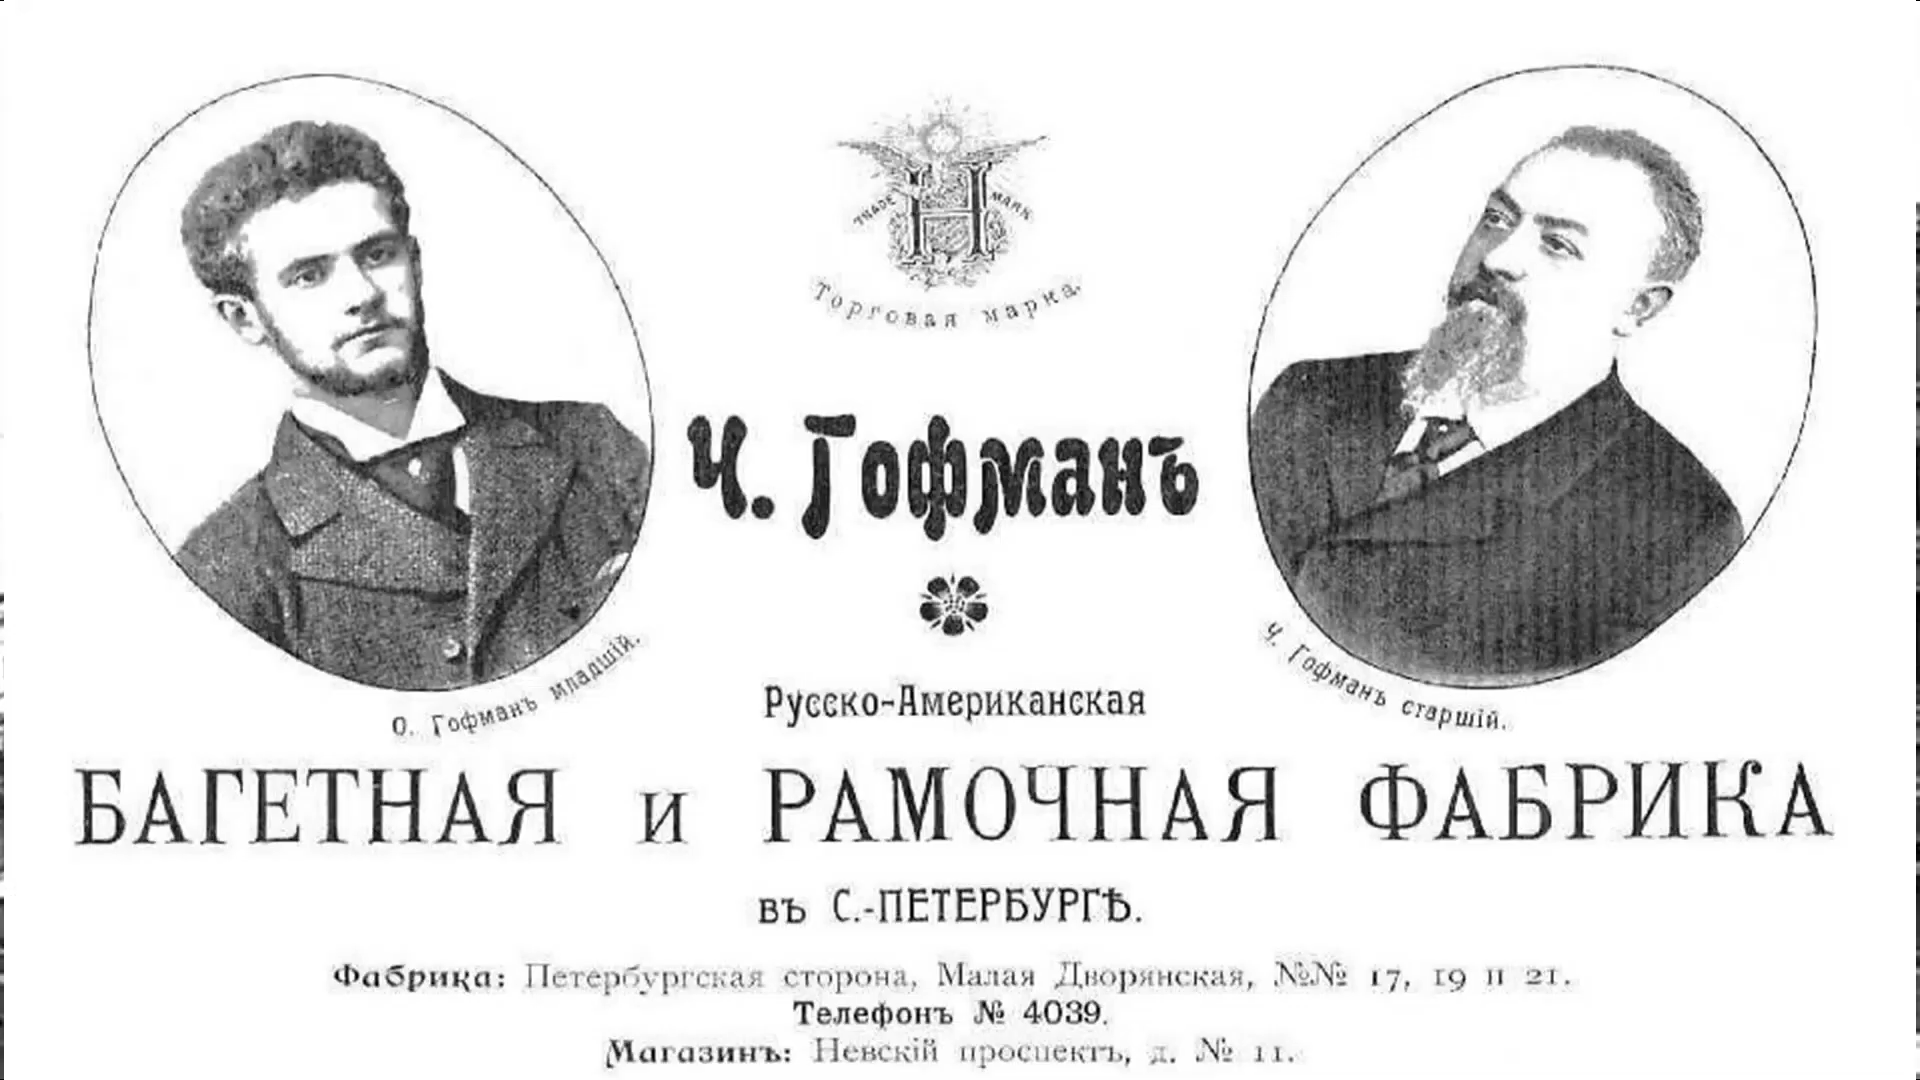 TRADE MARK
Торговая марка.
Ч. Гофманъ
О. Гофманъ младшій.
Ч. Гофманъ старшій.
Русско-Американская
БАГЕТНАЯ и РАМОЧНАЯ ФАБРИКА
въ С.-ПЕТЕРБУРГѢ.
Фабрика: Петербургская сторона, Малая Дворянская, №№ 17, 19 и 21.
Телефонъ № 4039.
Магазинъ: Невскій проспектъ, д. № 11.